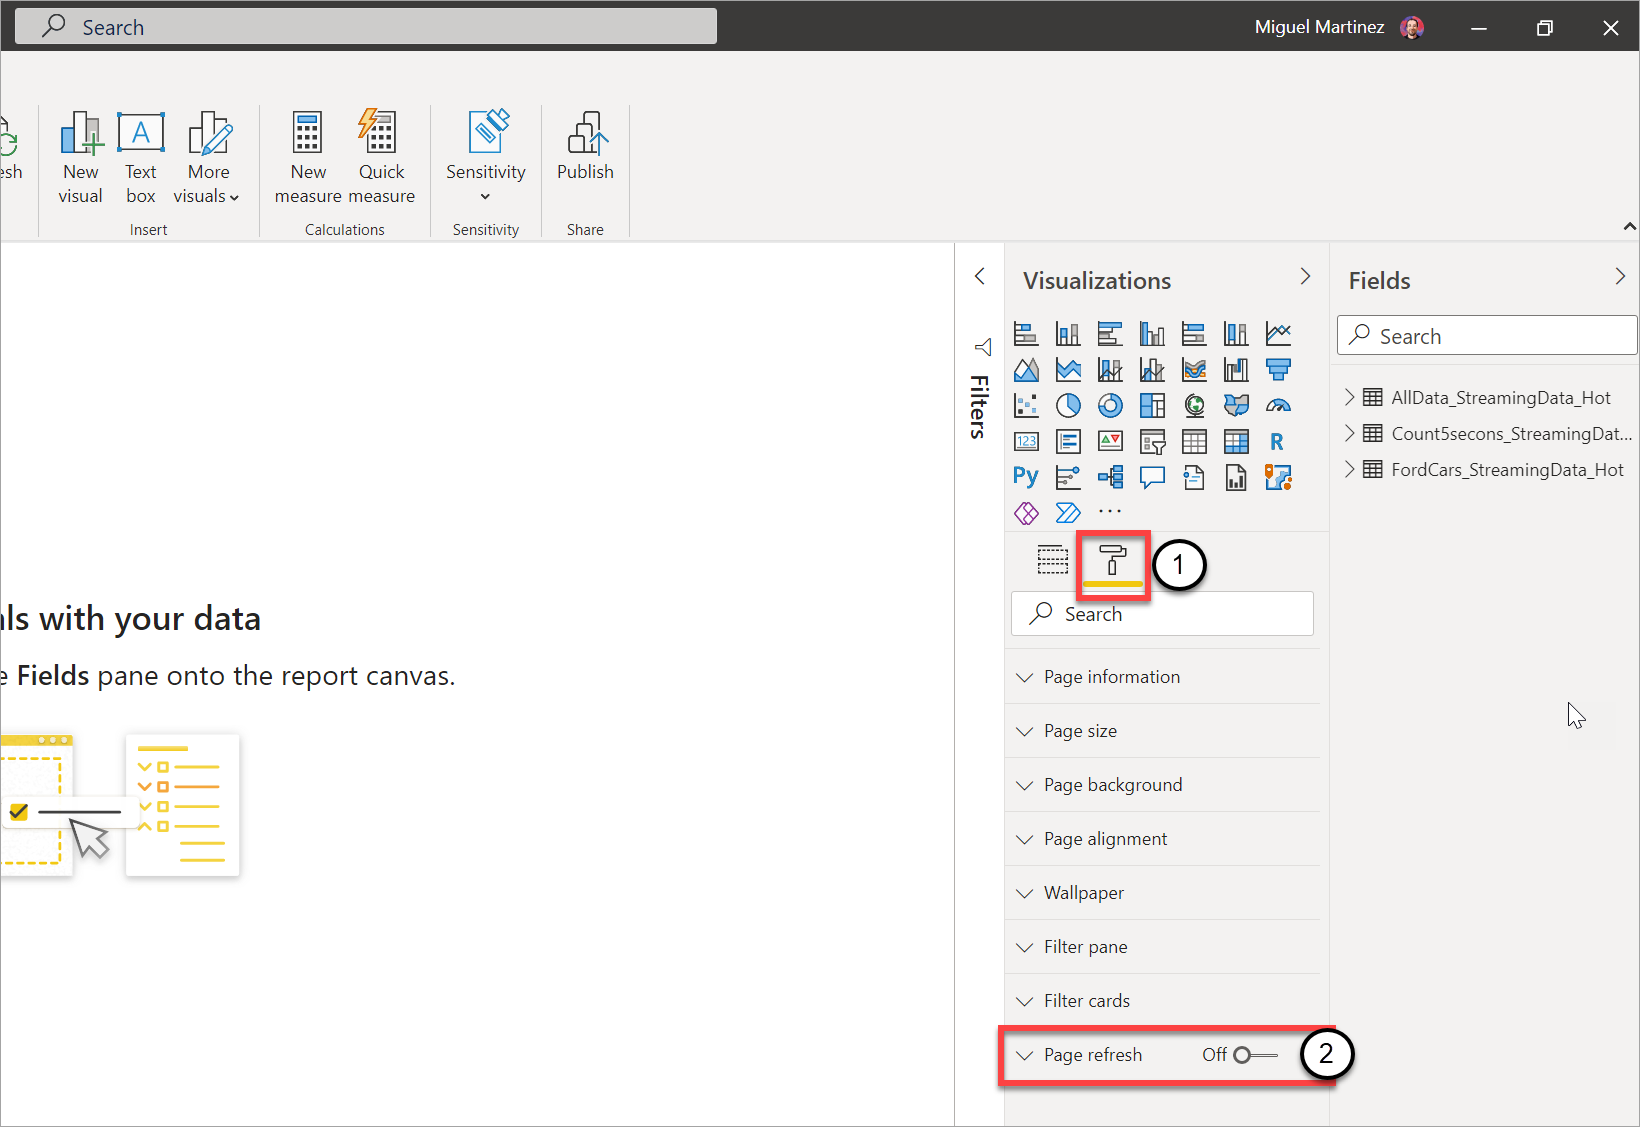 Search
Miguel Martinez
esh
New visual
Text box
More visuals
Insert
New measure
Quick measure
Calculations
Sensitivity
Sensitivity
Publish
Share
Filters
Visualizations
123
R
Py
...
1
Search
Page information
Page size
Page background
Page alignment
Wallpaper
Filter pane
Filter cards
Page refresh Off
2
Fields
Search
AllData_StreamingData_Hot
Count5secons_StreamingDat...
FordCars_StreamingData_Hot
als with your data
e Fields pane onto the report canvas.